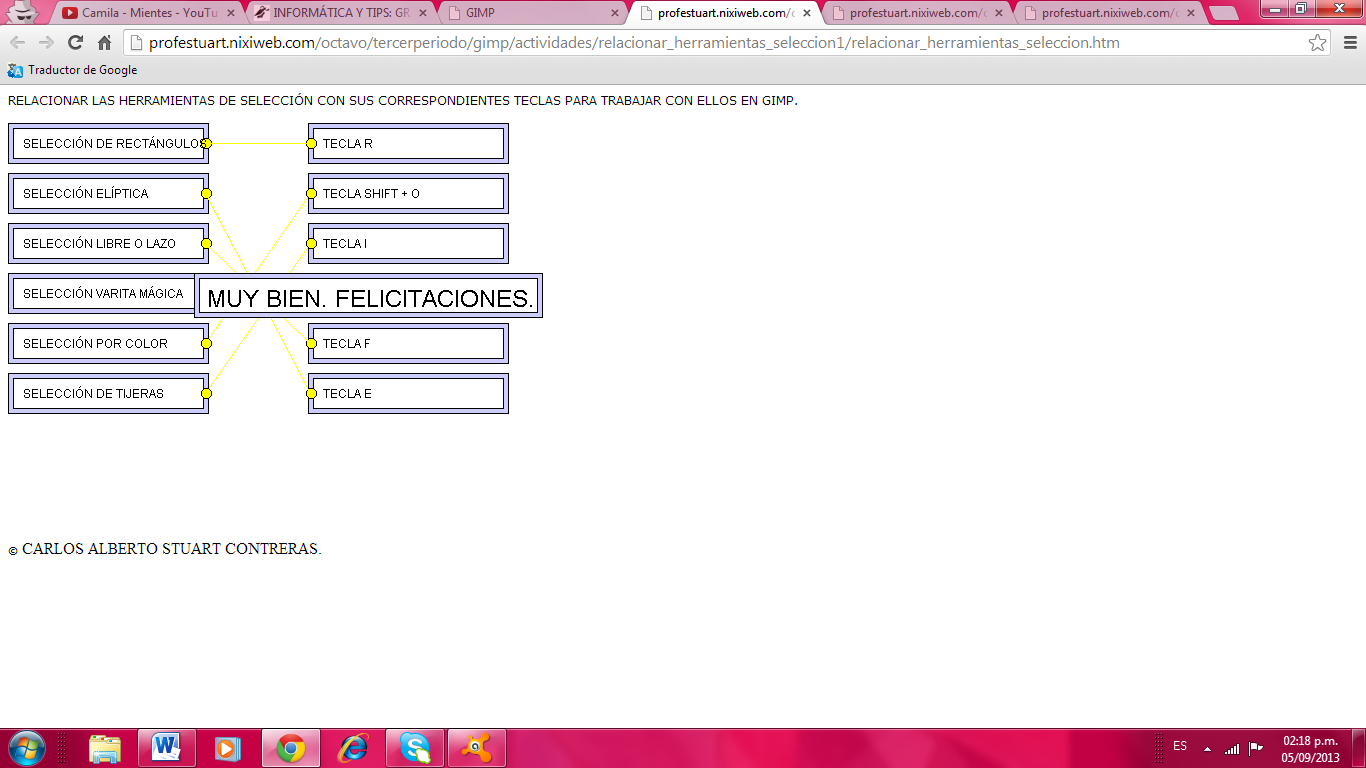 Camila - Mientes - YouTu
INFORMÁTICA Y TIPS: GR
GIMP
profestuart.nixiweb.com/o
profestuart.nixiweb.com/o
profestuart.nixiweb.com/o
profestuart.nixiweb.com/octavo/tercerperiodo/gimp/actividades/relacionar_herramientas_seleccion1/relacionar_herramientas_seleccion.htm
Traductor de Google
RELACIONAR LAS HERRAMIENTAS DE SELECCIÓN CON SUS CORRESPONDIENTES TECLAS PARA TRABAJAR CON ELLOS EN GIMP.
SELECCIÓN DE RECTÁNGULOS
TECLA R
SELECCIÓN ELÍPTICA
TECLA SHIFT + O
SELECCIÓN LIBRE O LAZO
TECLA I
SELECCIÓN VARITA MÁGICA
MUY BIEN. FELICITACIONES.
SELECCIÓN POR COLOR
TECLA F
SELECCIÓN DE TIJERAS
TECLA E
© CARLOS ALBERTO STUART CONTRERAS.
ES
02:18 p.m.
05/09/2013